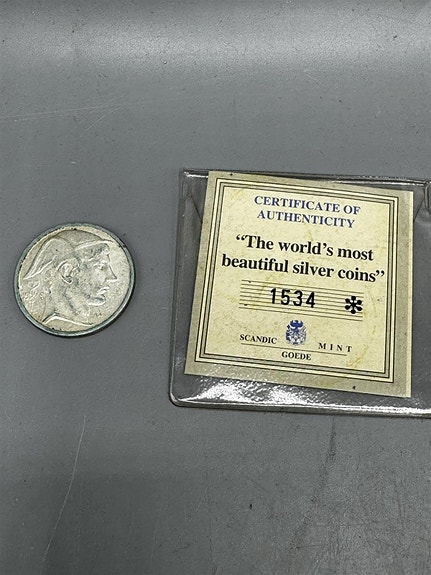 CERTIFICATE OF
AUTHENTICITY
“The world's most
beautiful silver coins”
1534 ✻
SCANDIC MINT
GOEDE